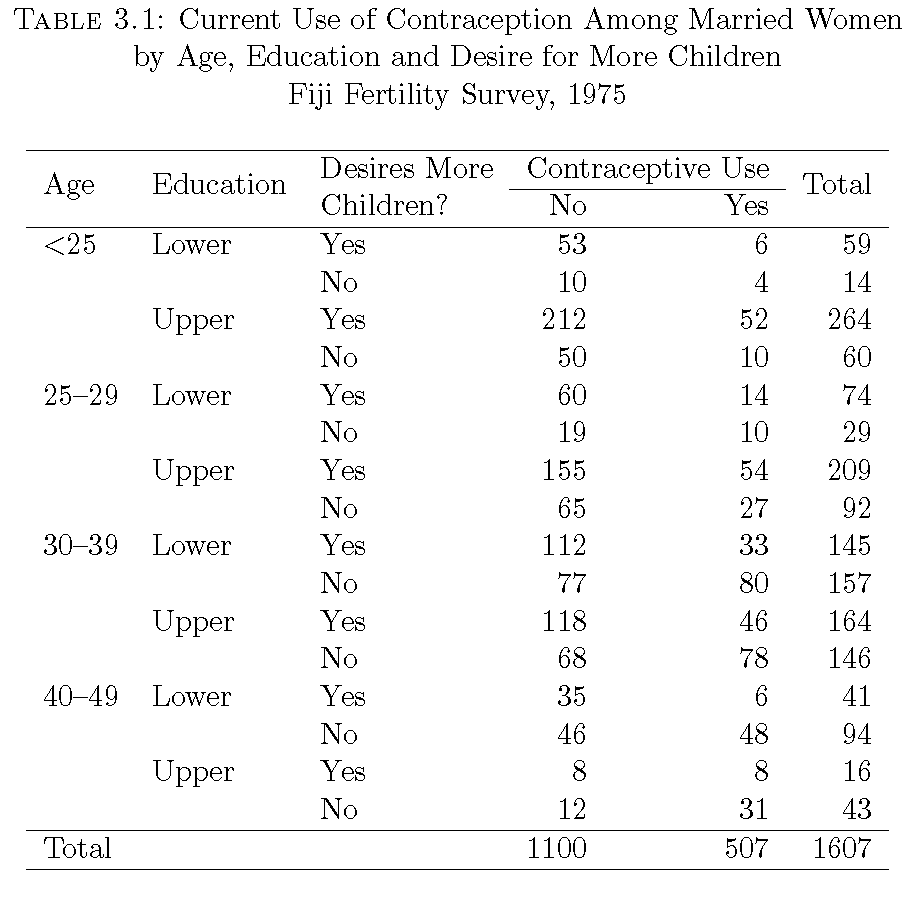 TABLE 3.1: Current Use of Contraception Among Married Women
by Age, Education and Desire for More Children
Fiji Fertility Survey, 1975
Age Education Desires More Children? Contraceptive Use Total
No Yes
<25 Lower Yes 53 6 59
No 10 4 14
Upper Yes 212 52 264
No 50 10 60
25–29 Lower Yes 60 14 74
No 19 10 29
Upper Yes 155 54 209
No 65 27 92
30–39 Lower Yes 112 33 145
No 77 80 157
Upper Yes 118 46 164
No 68 78 146
40–49 Lower Yes 35 6 41
No 46 48 94
Upper Yes 8 8 16
No 12 31 43
Total 1100 507 1607